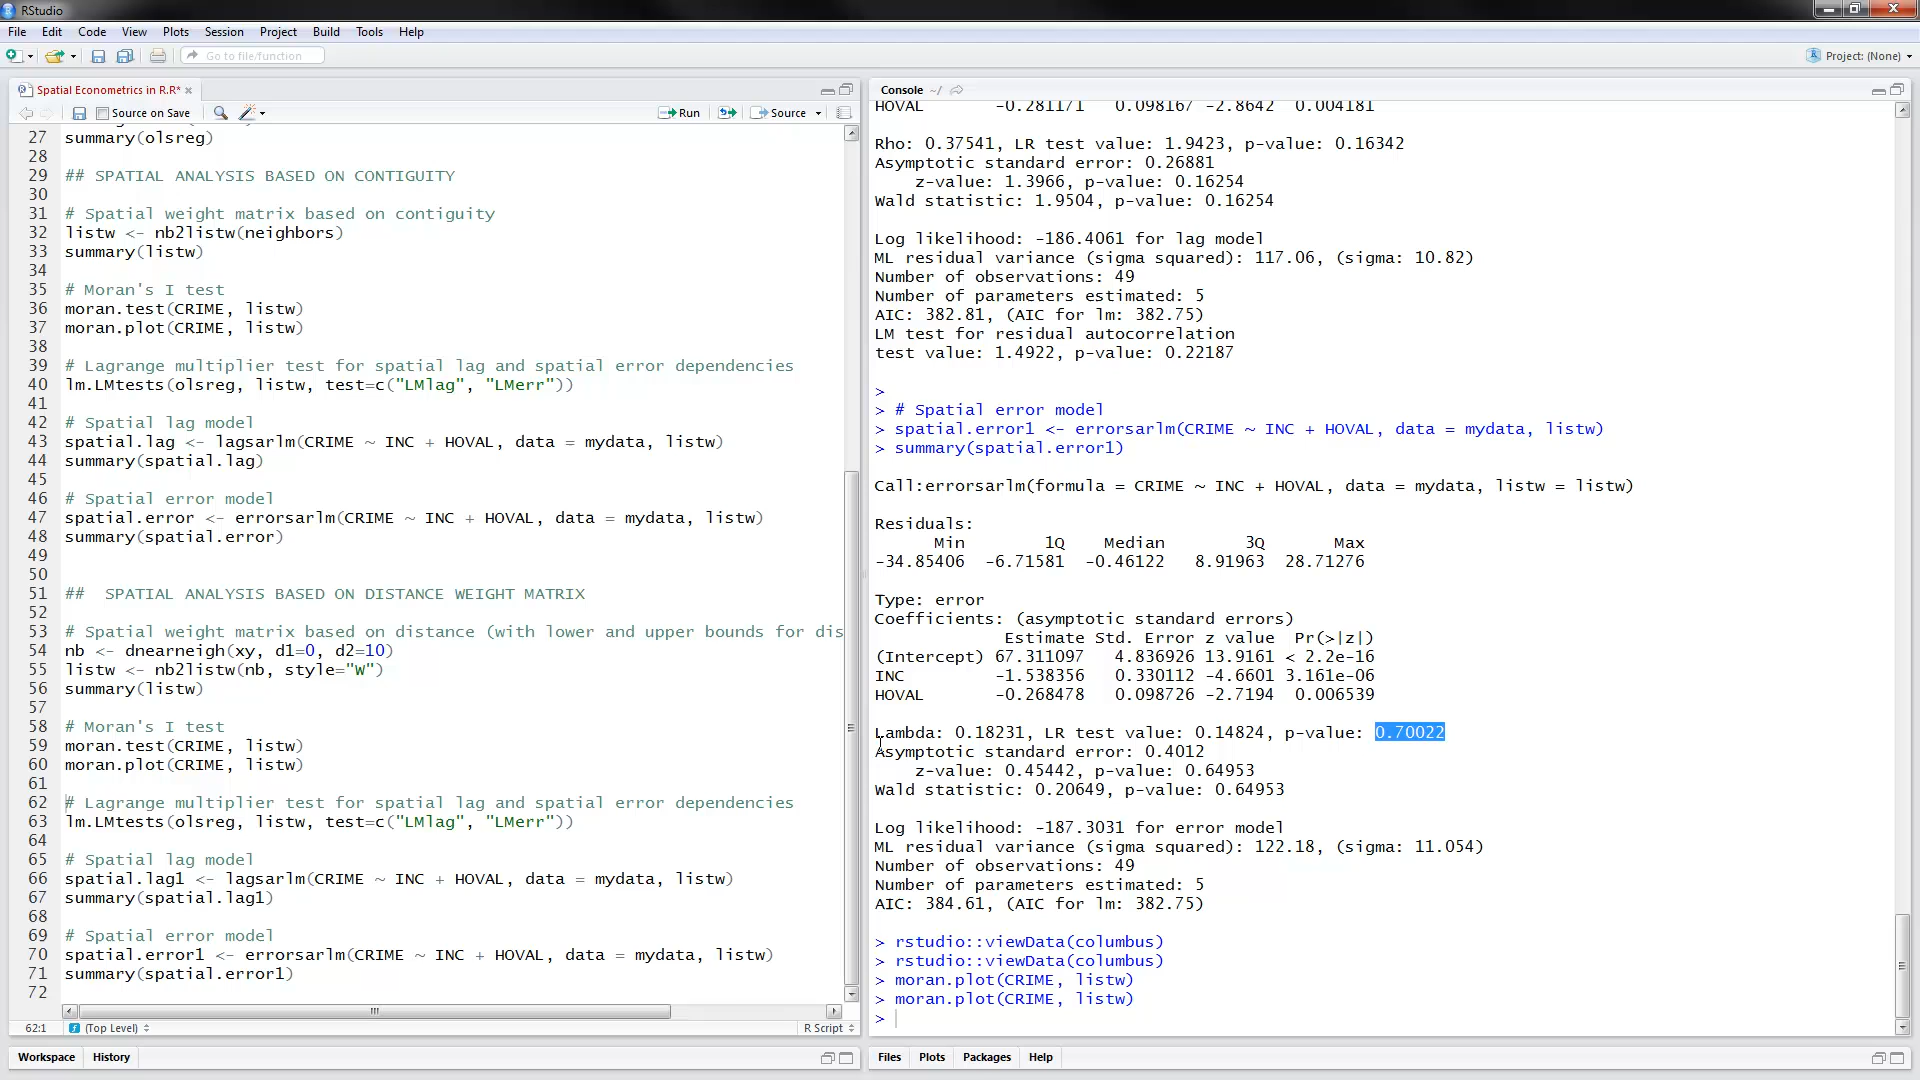 RStudio
File Edit Code View Plots Session Project Build Tools Help
Go to file/function
Project: (None)
Spatial Econometrics in R.R*
Source on Save
Run
Source
27 summary(olsreg)
28
29 ## SPATIAL ANALYSIS BASED ON CONTIGUITY
30
31 # Spatial weight matrix based on contiguity
32 listw <- nb2listw(neighbors)
33 summary(listw)
34
35 # Moran's I test
36 moran.test(CRIME, listw)
37 moran.plot(CRIME, listw)
38
39 # Lagrange multiplier test for spatial lag and spatial error dependencies
40 lm.LMtests(olsreg, listw, test=c("LMlag", "LMerr"))
41
42 # Spatial lag model
43 spatial.lag <- lagsarlm(CRIME ~ INC + HOVAL, data = mydata, listw)
44 summary(spatial.lag)
45
46 # Spatial error model
47 spatial.error <- errorsarlm(CRIME ~ INC + HOVAL, data = mydata, listw)
48 summary(spatial.error)
49
50
51 ##  SPATIAL ANALYSIS BASED ON DISTANCE WEIGHT MATRIX
52
53 # Spatial weight matrix based on distance (with lower and upper bounds for dis
54 nb <- dnearneigh(xy, d1=0, d2=10)
55 listw <- nb2listw(nb, style="W")
56 summary(listw)
57
58 # Moran's I test
59 moran.test(CRIME, listw)
60 moran.plot(CRIME, listw)
61
62 # Lagrange multiplier test for spatial lag and spatial error dependencies
63 lm.LMtests(olsreg, listw, test=c("LMlag", "LMerr"))
64
65 # Spatial lag model
66 spatial.lag1 <- lagsarlm(CRIME ~ INC + HOVAL, data = mydata, listw)
67 summary(spatial.lag1)
68
69 # Spatial error model
70 spatial.error1 <- errorsarlm(CRIME ~ INC + HOVAL, data = mydata, listw)
71 summary(spatial.error1)
72
62:1 (Top Level) R Script
Workspace History
Console ~/
HOVAL -0.281171 0.098167 -2.8642 0.004181
Rho: 0.37541, LR test value: 1.9423, p-value: 0.16342
Asymptotic standard error: 0.26881
z-value: 1.3966, p-value: 0.16254
Wald statistic: 1.9504, p-value: 0.16254
Log likelihood: -186.4061 for lag model
ML residual variance (sigma squared): 117.06, (sigma: 10.82)
Number of observations: 49
Number of parameters estimated: 5
AIC: 382.81, (AIC for lm: 382.75)
LM test for residual autocorrelation
test value: 1.4922, p-value: 0.22187
>
> # Spatial error model
> spatial.error1 <- errorsarlm(CRIME ~ INC + HOVAL, data = mydata, listw)
> summary(spatial.error1)
Call:errorsarlm(formula = CRIME ~ INC + HOVAL, data = mydata, listw = listw)
Residuals:
Min 1Q Median 3Q Max
-34.85406 -6.71581 -0.46122 8.91963 28.71276
Type: error
Coefficients: (asymptotic standard errors)
Estimate Std. Error z value Pr(>|z|)
(Intercept) 67.311097 4.836926 13.9161 < 2.2e-16
INC -1.538356 0.330112 -4.6601 3.161e-06
HOVAL -0.268478 0.098726 -2.7194 0.006539
Lambda: 0.18231, LR test value: 0.14824, p-value: 0.70022
Asymptotic standard error: 0.4012
z-value: 0.45442, p-value: 0.64953
Wald statistic: 0.20649, p-value: 0.64953
Log likelihood: -187.3031 for error model
ML residual variance (sigma squared): 122.18, (sigma: 11.054)
Number of observations: 49
Number of parameters estimated: 5
AIC: 384.61, (AIC for lm: 382.75)
> rstudio::viewData(columbus)
> rstudio::viewData(columbus)
> moran.plot(CRIME, listw)
> moran.plot(CRIME, listw)
>
Files Plots Packages Help